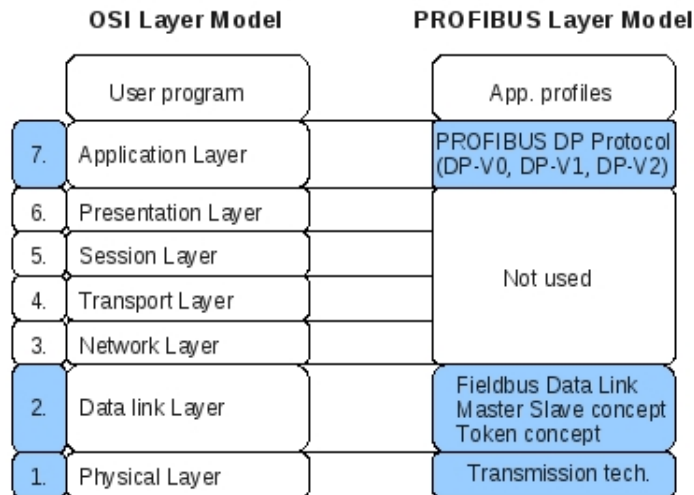 OSI Layer Model
PROFIBUS Layer Model
User program
App. profiles
7.
Application Layer
PROFIBUS DP Protocol
(DP-V0, DP-V1, DP-V2)
6.
Presentation Layer
5.
Session Layer
4.
Transport Layer
3.
Network Layer
Not used
2.
Data link Layer
Fieldbus Data Link
Master Slave concept
Token concept
1.
Physical Layer
Transmission tech.